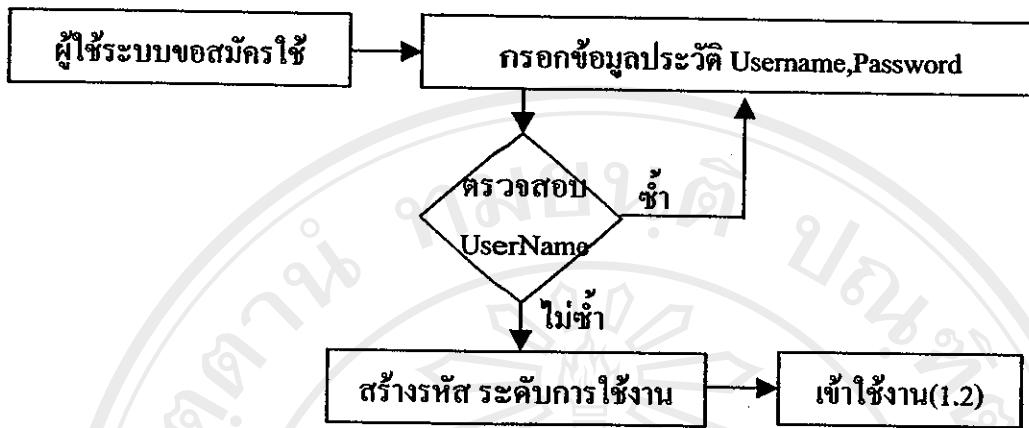 ผู้ใช้ระบบขอสมัครใช้
กรอกข้อมูลประวัติ Username,Password
ตรวจสอบ
UserName
ซ้ำ
ไม่ซ้ำ
สร้างรหัส ระดับการใช้งาน
เข้าใช้งาน(1.2)